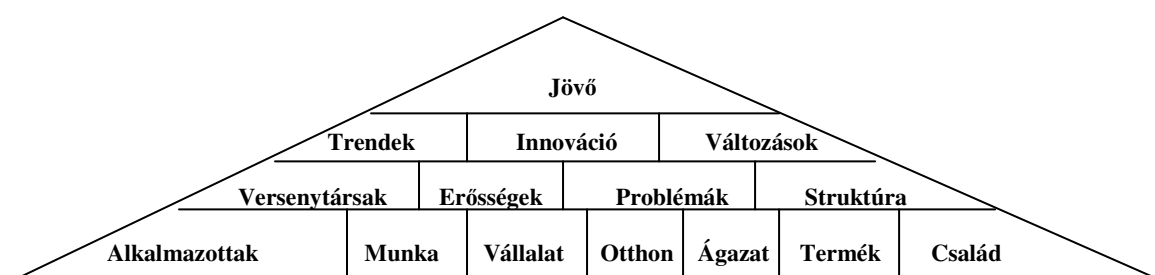 Jövő
Trendek Innováció Változások
Versenytársak Erősségek Problémák Struktúra
Alkalmazottak Munka Vállalat Otthon Ágazat Termék Család